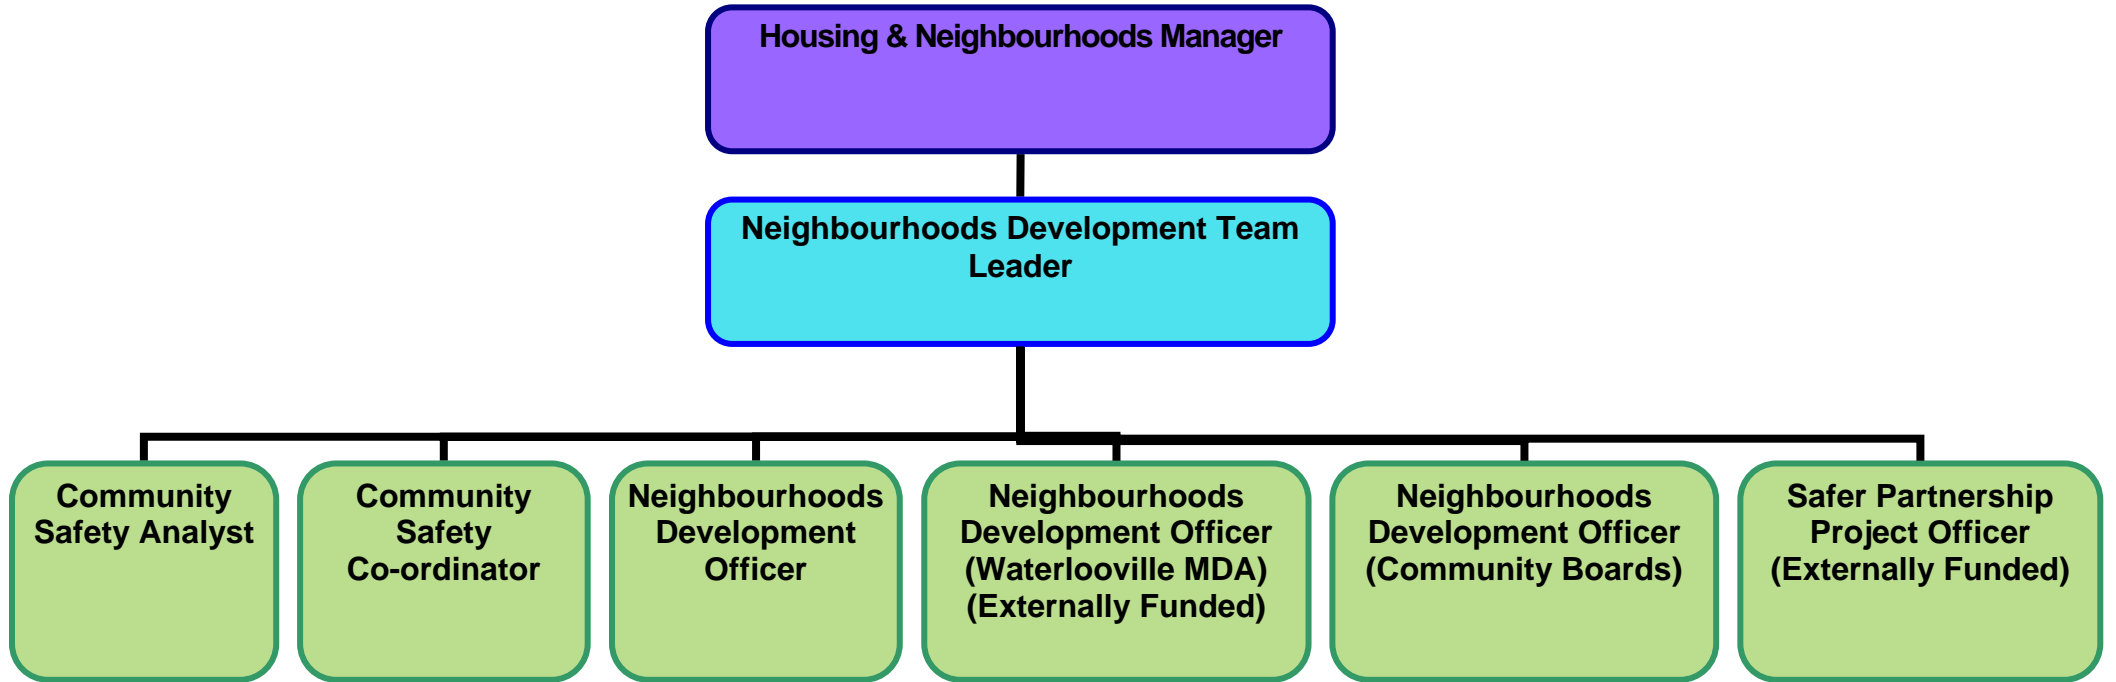 Housing & Neighbourhoods Manager
Neighbourhoods Development Team
Leader
Community
Safety Analyst
Community
Safety
Co-ordinator
Neighbourhoods
Development
Officer
Neighbourhoods
Development Officer
(Waterlooville MDA)
(Externally Funded)
Neighbourhoods
Development Officer
(Community Boards)
Safer Partnership
Project Officer
(Externally Funded)